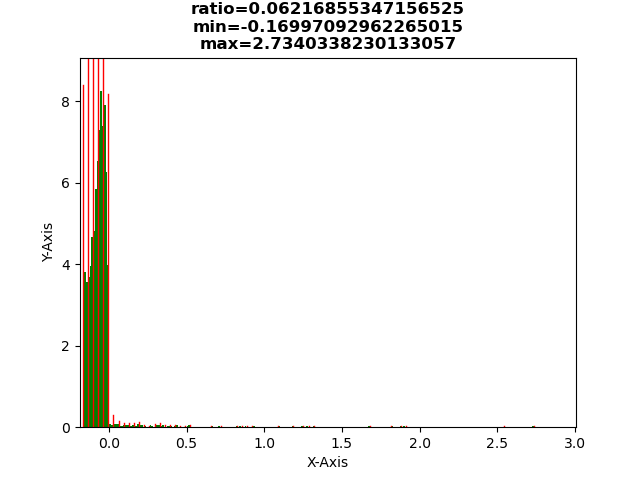 ratio=0.06216855347156525
min=-0.16997092962265015
max=2.7340338230133057
8
6
4
2
0
Y-Axis
0.0 0.5 1.0 1.5 2.0 2.5 3.0
X-Axis